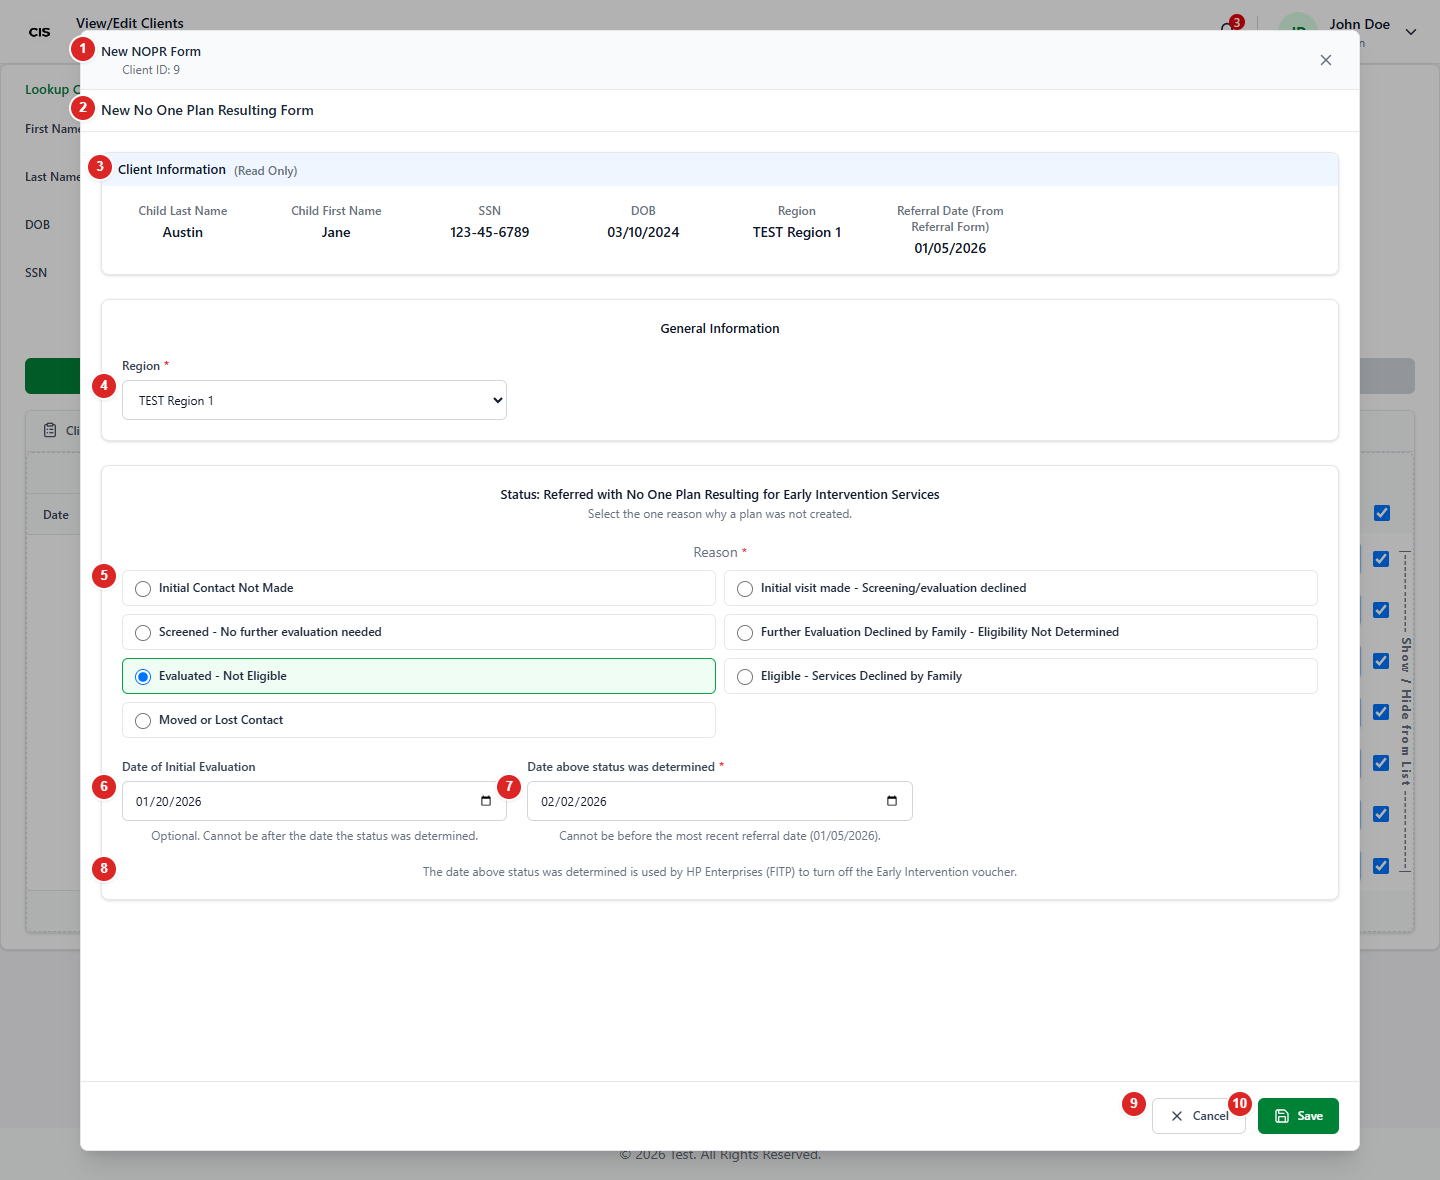 CIS
View/Edit Clients
3
John Doe
1
New NOPR Form
Client ID: 9
Lookup
2
New No One Plan Resulting Form
First Name
3
Client Information (Read Only)
Last Name
Child Last Name
Child First Name
SSN
DOB
Region
Referral Date (From
Referral Form)
Austin
Jane
123-45-6789
03/10/2024
TEST Region 1
01/05/2026
DOB
SSN
General Information
Region *
4
TEST Region 1
Status: Referred with No One Plan Resulting for Early Intervention Services
Select the one reason why a plan was not created.
Date
Reason *
5
Initial Contact Not Made
Initial visit made - Screening/evaluation declined
Screened - No further evaluation needed
Further Evaluation Declined by Family - Eligibility Not Determined
Evaluated - Not Eligible
Eligible - Services Declined by Family
Moved or Lost Contact
Show / Hide from List
Date of Initial Evaluation
Date above status was determined *
6
01/20/2026
7
02/02/2026
Optional. Cannot be after the date the status was determined.
Cannot be before the most recent referral date (01/05/2026).
8
The date above status was determined is used by HP Enterprises (FITP) to turn off the Early Intervention voucher.
9
Cancel
10
Save
© 2026 Test. All Rights Reserved.